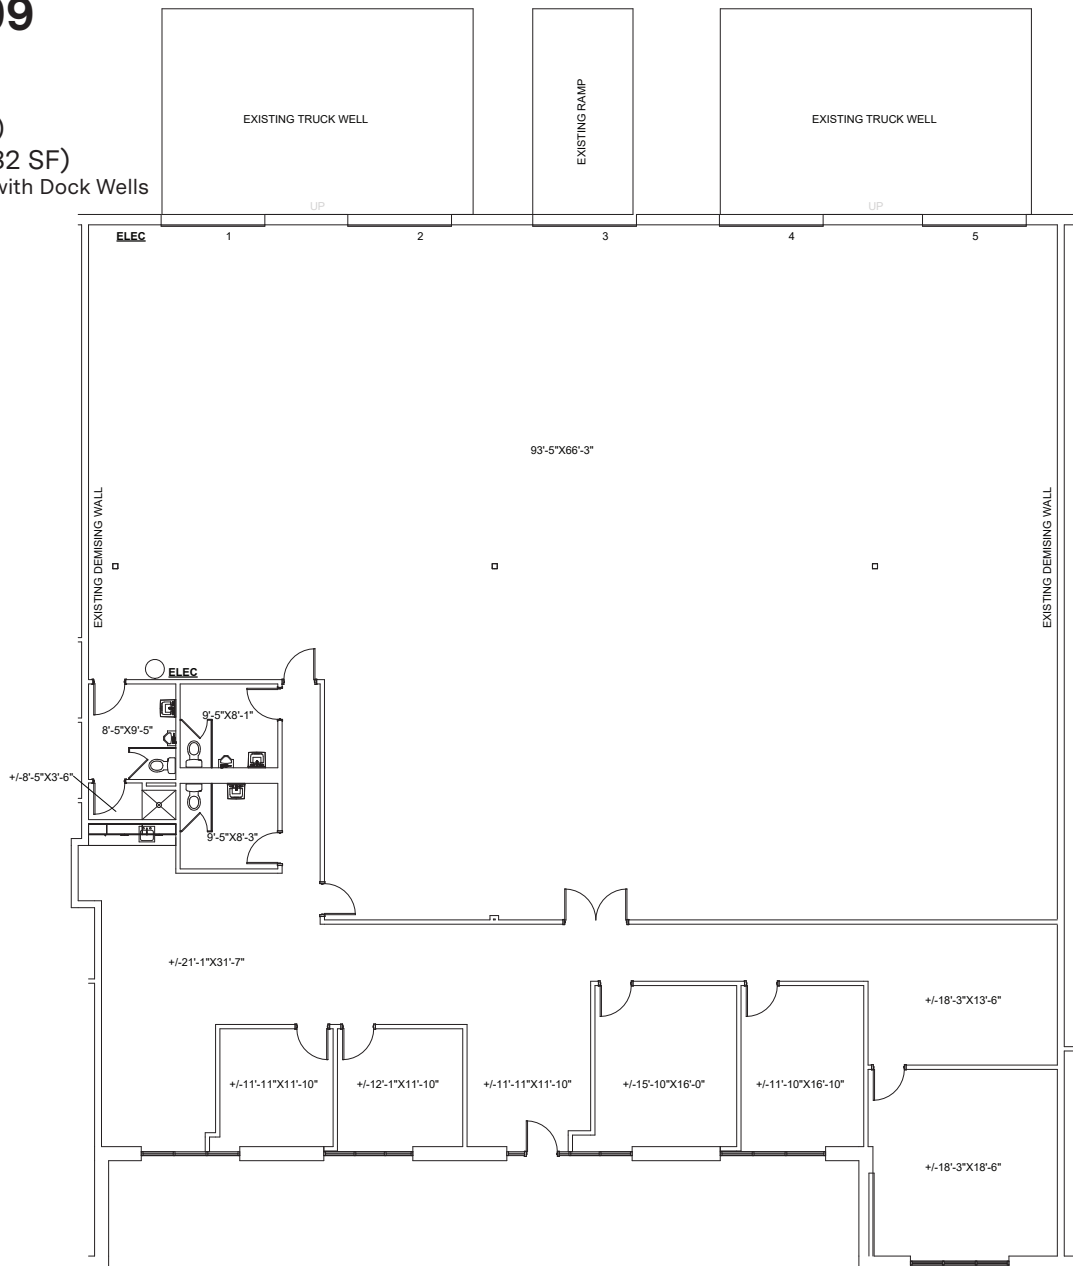 09
)
32 SF)
with Dock Wells
EXISTING TRUCK WELL
EXISTING RAMP
EXISTING TRUCK WELL
UP
UP
ELEC
1
2
3
4
5
93'-5"X66'-3"
EXISTING DEMISING WALL
EXISTING DEMISING WALL
ELEC
9'-5"X8'-1"
8'-5"X9'-5"
+/-8'-5"X3'-6"
9'-5"X8'-3"
+/-21'-1"X31'-7"
+/-18'-3"X13'-6"
+/-11'-11"X11'-10"
+/-12'-1"X11'-10"
+/-11'-11"X11'-10"
+/-15'-10"X16'-0"
+/-11'-10"X16'-10"
+/-18'-3"X18'-6"